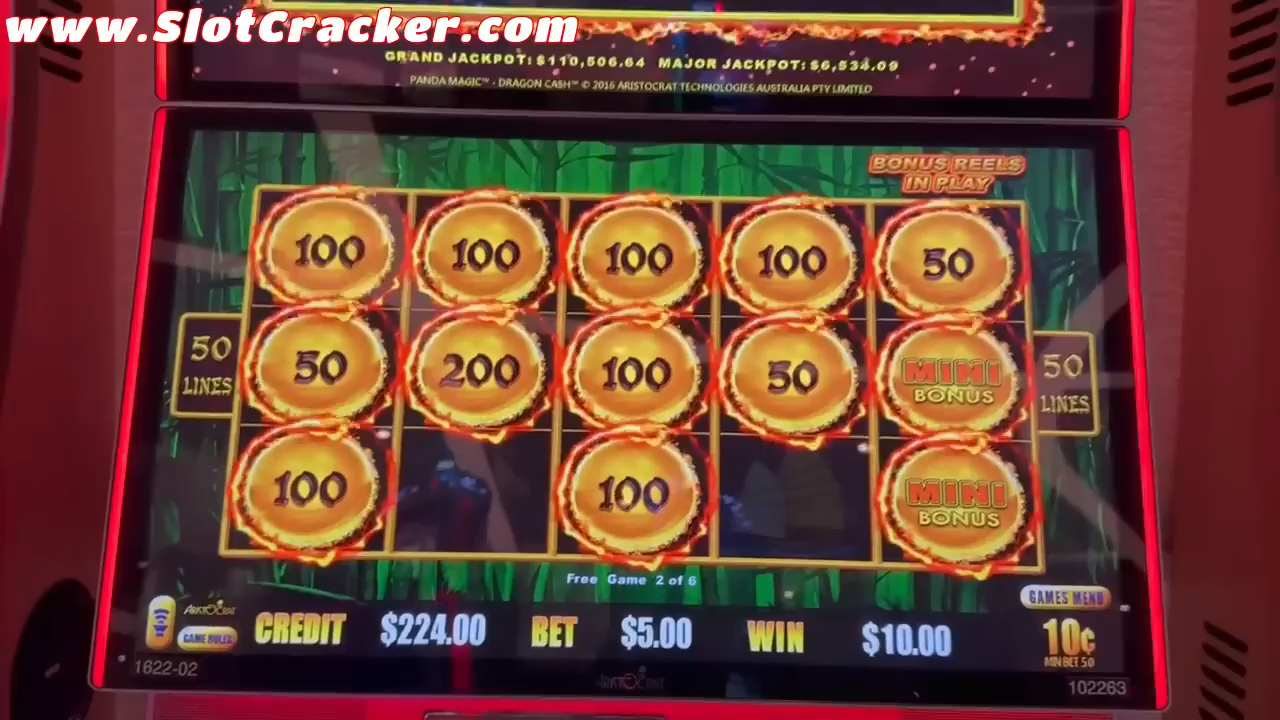 www.SlotCracker.com
GRAND JACKPOT: $110,506.64 MAJOR JACKPOT: $6,534.09
PANDA MAGIC™ - DRAGON CASH™ © 2016 ARISTOCRAT TECHNOLOGIES AUSTRALIA PTY LIMITED
BONUS REELS
IN PLAY
100 100 100 100 50
50 LINES
50 200 100 50 MINI BONUS
50 LINES
100 100 MINI BONUS
Free Game 2 of 6
GAMES MENU
ARISTOCRAT
GAME RULES
CREDIT $224.00 BET $5.00 WIN $10.00
10¢
MIN BET 50
1622-02
ARISTOCRAT
102263